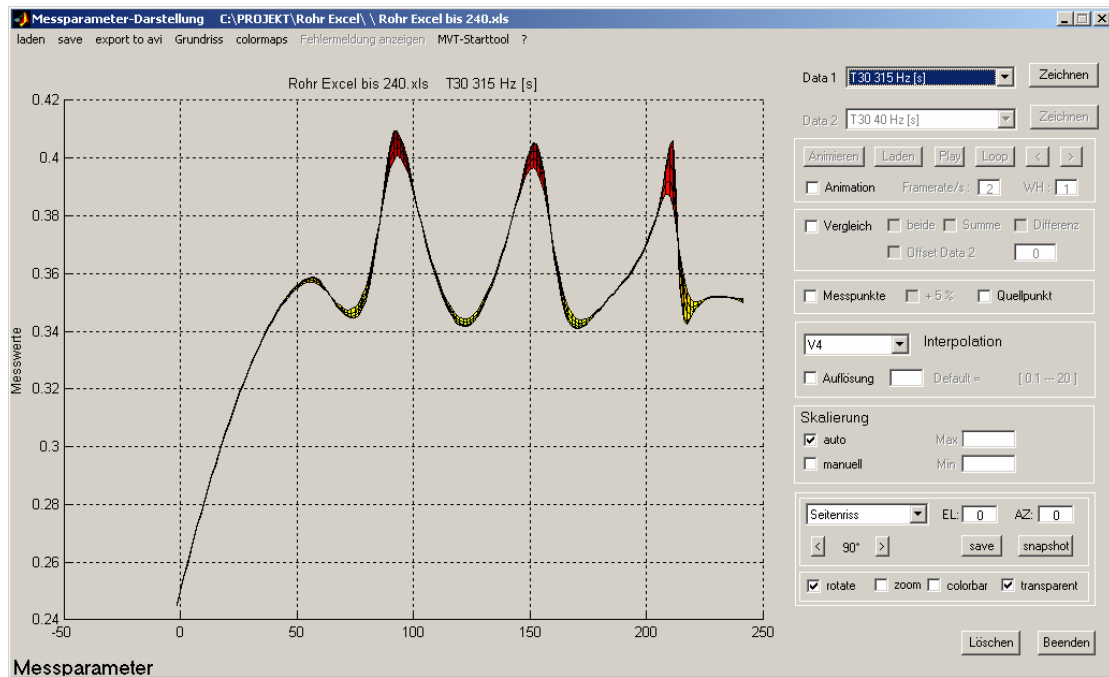 Messparameter-Darstellung C:\PROJEKT\Rohr Excel\ \ Rohr Excel bis 240.xls
laden save export to avi Grundriss colormaps Fehlermeldung anzeigen MVT-Starttool ?
Rohr Excel bis 240.xls T30 315 Hz [s]
0.42
0.4
0.38
0.36
0.34
0.32
0.3
0.28
0.26
0.24
Messwerte
-50 0 50 100 150 200 250
Messparameter
Data 1 T30 315 Hz [s] Zeichnen
Data 2 T30 40 Hz [s] Zeichnen
Animieren Laden Play Loop < >
Animation Framerate/s : 2 WH : 1
Vergleich beide Summe Differenz
Offset Data 2 0
Messpunkte + 5 % Quellpunkt
V4 Interpolation
Auflösung Default = [ 0.1 --- 20 ]
Skalierung
auto Max
manuell Min
Seitenriss EL: 0 AZ: 0
< 90° > save snapshot
rotate zoom colorbar transparent
Löschen Beenden